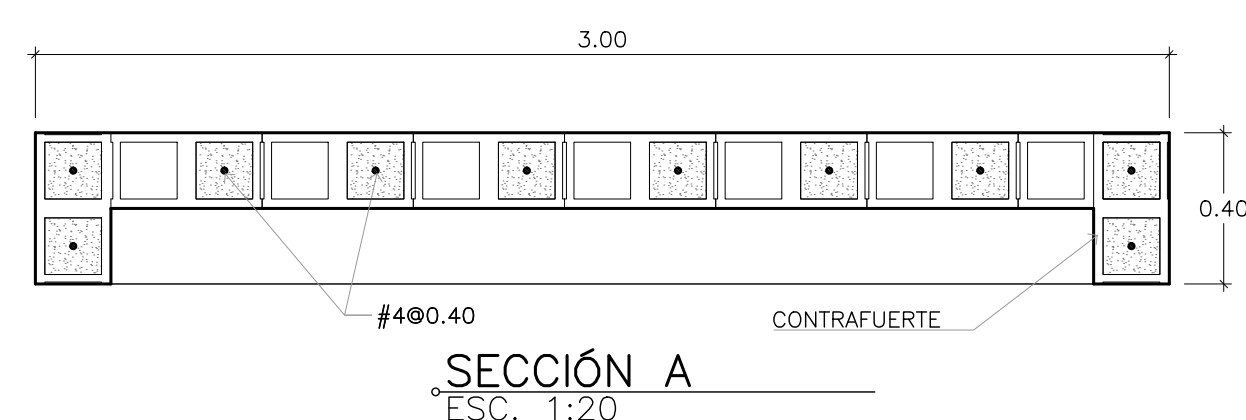 3.00
0.40
#4@0.40
CONTRAFUERTE
SECCIÓN A
ESC. 1:20